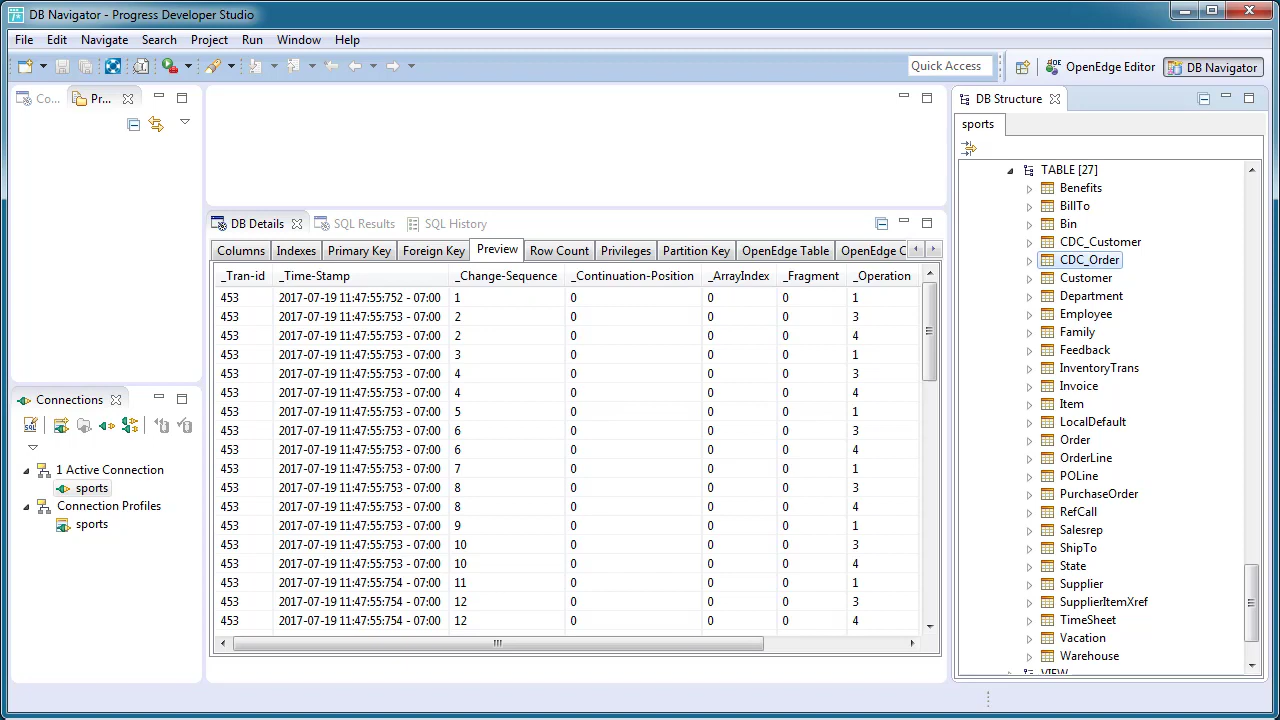 DB Navigator - Progress Developer Studio
File Edit Navigate Search Project Run Window Help
Quick Access
OpenEdge Editor
DB Navigator
Co...
Pr...
Connections
1 Active Connection
sports
Connection Profiles
sports
DB Details SQL Results SQL History
Columns Indexes Primary Key Foreign Key Preview Row Count Privileges Partition Key OpenEdge Table OpenEdge C
_Tran-id _Time-Stamp _Change-Sequence _Continuation-Position _ArrayIndex _Fragment _Operation
453 2017-07-19 11:47:55:752 - 07:00 1 0 0 0 1
453 2017-07-19 11:47:55:753 - 07:00 2 0 0 0 3
453 2017-07-19 11:47:55:753 - 07:00 2 0 0 0 4
453 2017-07-19 11:47:55:753 - 07:00 3 0 0 0 1
453 2017-07-19 11:47:55:753 - 07:00 4 0 0 0 3
453 2017-07-19 11:47:55:753 - 07:00 4 0 0 0 4
453 2017-07-19 11:47:55:753 - 07:00 5 0 0 0 1
453 2017-07-19 11:47:55:753 - 07:00 6 0 0 0 3
453 2017-07-19 11:47:55:753 - 07:00 6 0 0 0 4
453 2017-07-19 11:47:55:753 - 07:00 7 0 0 0 1
453 2017-07-19 11:47:55:753 - 07:00 8 0 0 0 3
453 2017-07-19 11:47:55:753 - 07:00 8 0 0 0 4
453 2017-07-19 11:47:55:753 - 07:00 9 0 0 0 1
453 2017-07-19 11:47:55:753 - 07:00 10 0 0 0 3
453 2017-07-19 11:47:55:753 - 07:00 10 0 0 0 4
453 2017-07-19 11:47:55:754 - 07:00 11 0 0 0 1
453 2017-07-19 11:47:55:754 - 07:00 12 0 0 0 3
453 2017-07-19 11:47:55:754 - 07:00 12 0 0 0 4
DB Structure
sports
TABLE [27]
Benefits
BillTo
Bin
CDC_Customer
CDC_Order
Customer
Department
Employee
Family
Feedback
InventoryTrans
Invoice
Item
LocalDefault
Order
OrderLine
POLine
PurchaseOrder
RefCall
Salesrep
ShipTo
State
Supplier
SupplierItemXref
TimeSheet
Vacation
Warehouse
VIEW